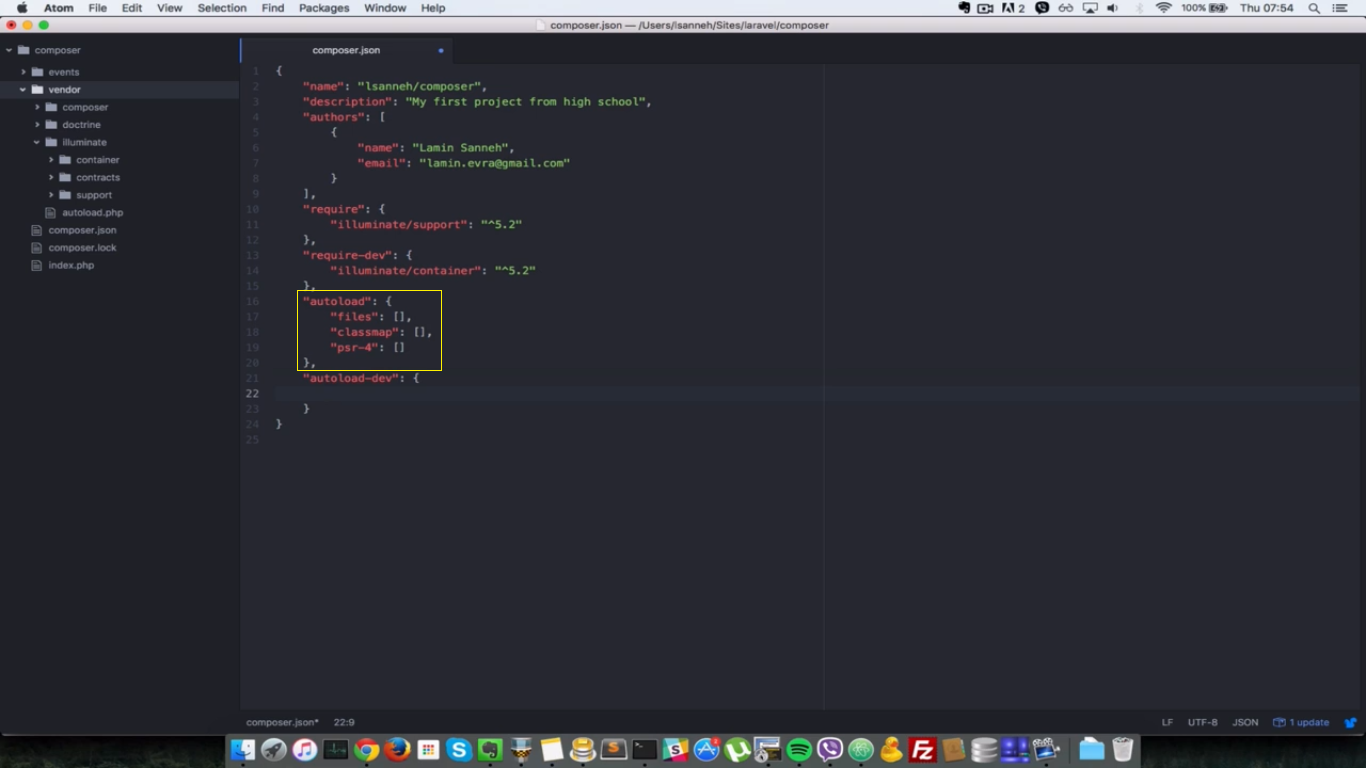 Atom File Edit View Selection Find Packages Window Help
2 100% Thu 07:54
composer.json — /Users/lsanneh/Sites/laravel/composer
composer
events
vendor
composer
doctrine
illuminate
container
contracts
support
autoload.php
composer.json
composer.lock
index.php
composer.json
1 {
2 "name": "lsanneh/composer",
3 "description": "My first project from high school",
4 "authors": [
5 {
6 "name": "Lamin Sanneh",
7 "email": "lamin.evra@gmail.com"
8 }
9 ],
10 "require": {
11 "illuminate/support": "^5.2"
12 },
13 "require-dev": {
14 "illuminate/container": "^5.2"
15 },
16 "autoload": {
17 "files": [],
18 "classmap": [],
19 "psr-4": []
20 },
21 "autoload-dev": {
22
23 }
24 }
25
composer.json* 22:9 LF UTF-8 JSON 1 update